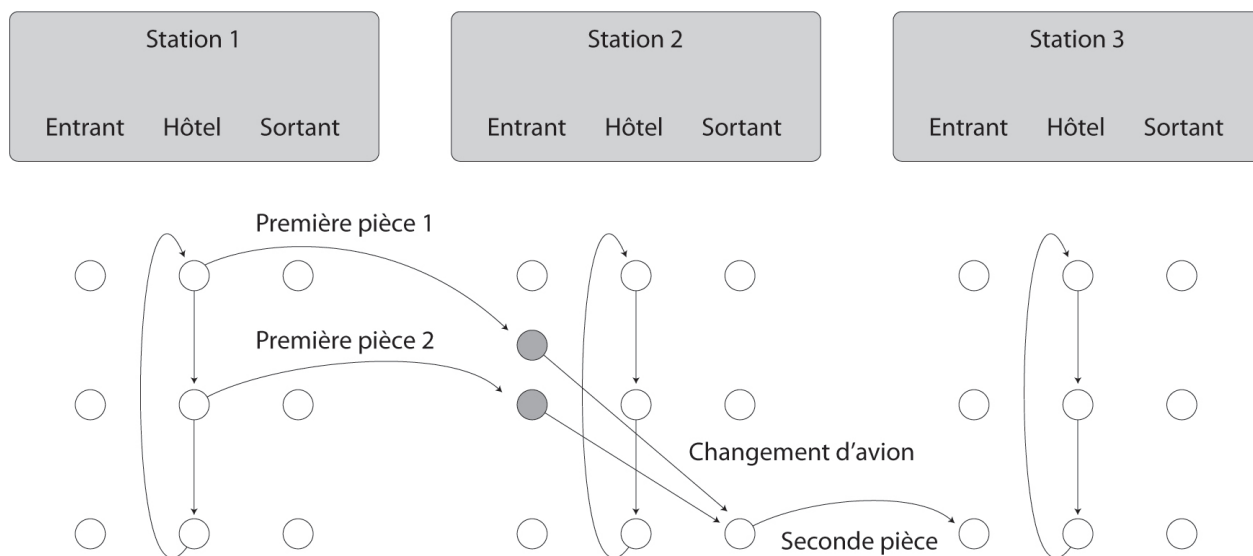 Station 1
Station 2
Station 3
Entrant Hôtel Sortant
Entrant Hôtel Sortant
Entrant Hôtel Sortant
Première pièce 1
Première pièce 2
Changement d’avion
Seconde pièce